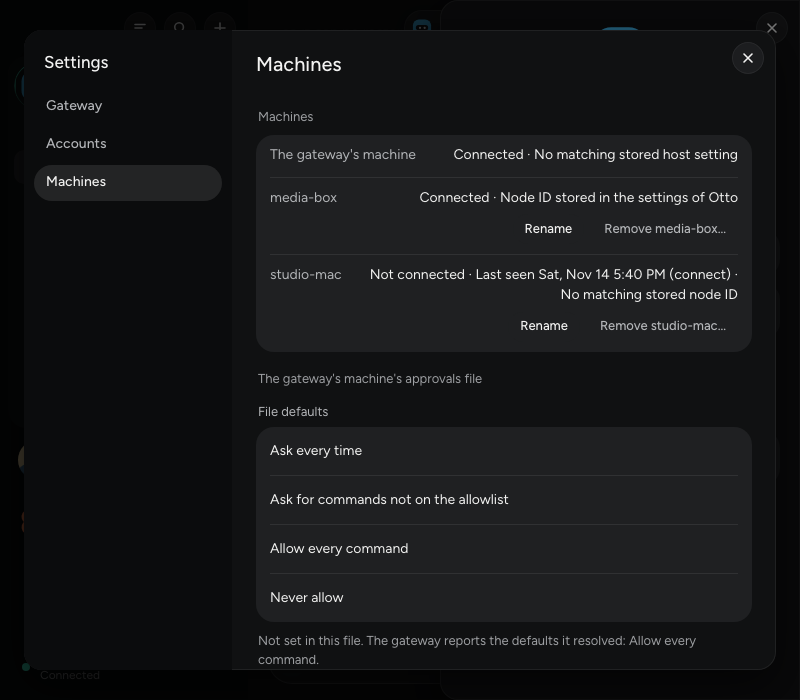 Settings
Gateway
Accounts
Machines
Machines
Machines
The gateway's machine
Connected · No matching stored host setting
media-box
Connected · Node ID stored in the settings of Otto
Rename
Remove media-box...
studio-mac
Not connected · Last seen Sat, Nov 14 5:40 PM (connect) ·
No matching stored node ID
Rename
Remove studio-mac...
The gateway's machine's approvals file
File defaults
Ask every time
Ask for commands not on the allowlist
Allow every command
Never allow
Not set in this file. The gateway reports the defaults it resolved: Allow every
command.
Connected